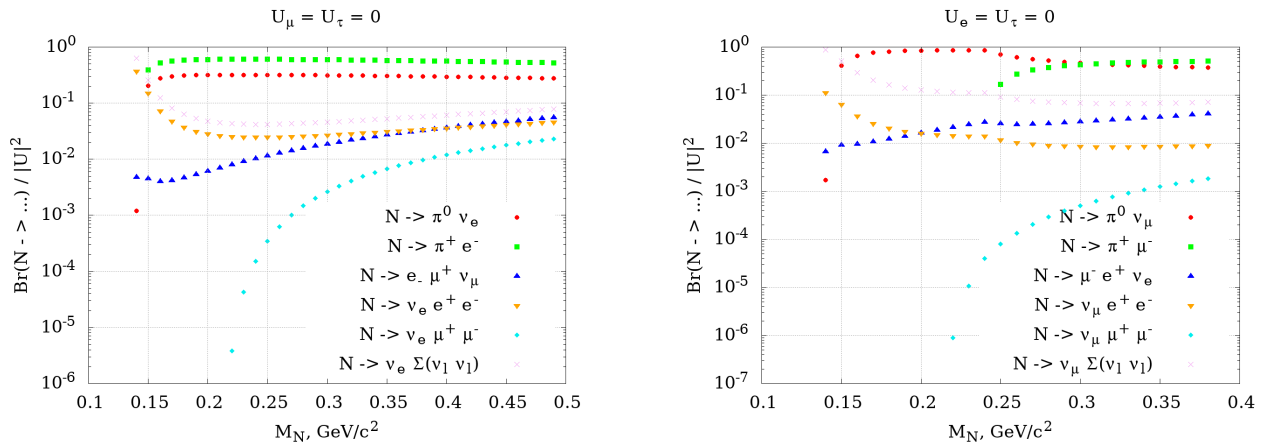 U_μ = U_τ = 0
Br(N - > ...) / |U|^2
10^0
10^-1
10^-2
10^-3
10^-4
10^-5
10^-6
N -> π^0 ν_e
N -> π^+ e^-
N -> e_- μ^+ ν_μ
N -> ν_e e^+ e^-
N -> ν_e μ^+ μ^-
N -> ν_e Σ(ν_l ν_l)
0.1 0.15 0.2 0.25 0.3 0.35 0.4 0.45 0.5
M_N, GeV/c^2
U_e = U_τ = 0
Br(N - > ...) / |U|^2
10^0
10^-1
10^-2
10^-3
10^-4
10^-5
10^-6
10^-7
N -> π^0 ν_μ
N -> π^+ μ^-
N -> μ^- e^+ ν_e
N -> ν_μ e^+ e^-
N -> ν_μ μ^+ μ^-
N -> ν_μ Σ(ν_l ν_l)
0.1 0.15 0.2 0.25 0.3 0.35 0.4
M_N, GeV/c^2